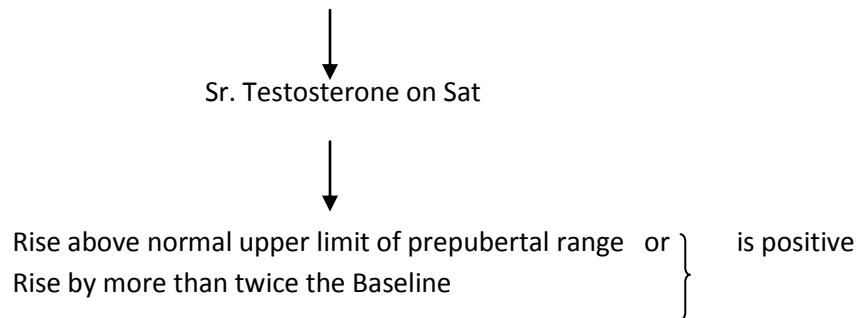 Sr. Testosterone on Sat
Rise above normal upper limit of prepubertal range or is positive
Rise by more than twice the Baseline